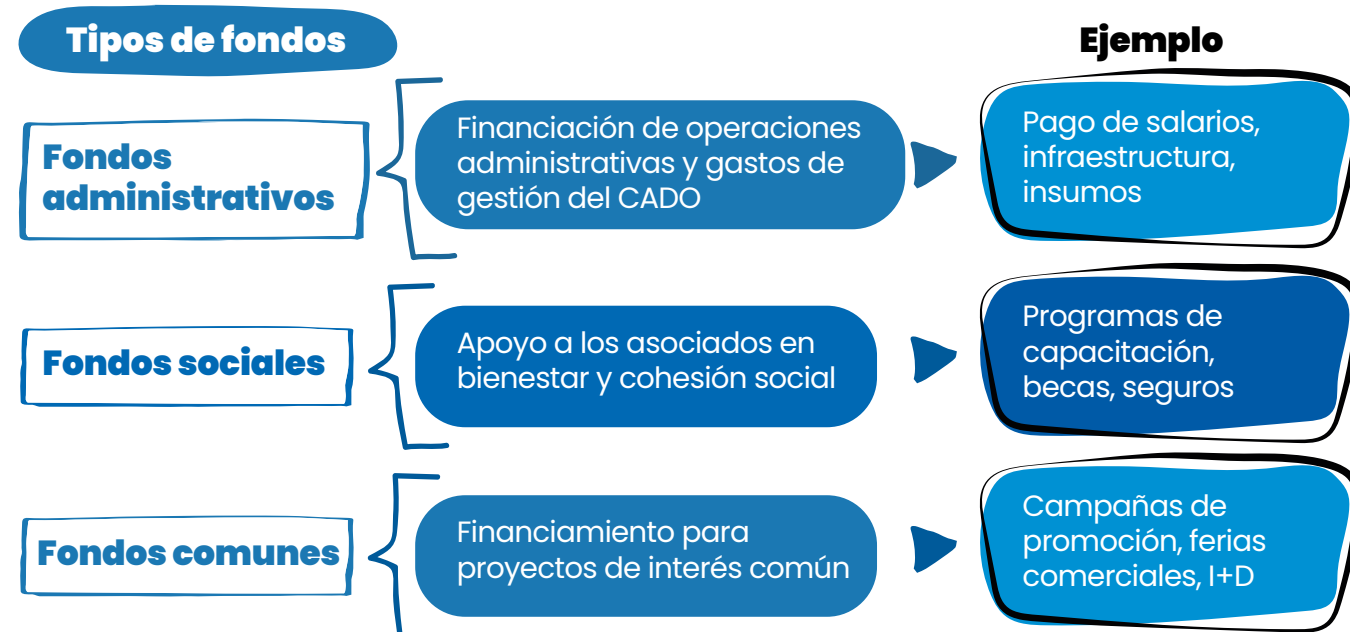 Tipos de fondos
Ejemplo
Fondos
administrativos
Financiación de operaciones
administrativas y gastos de
gestión del CADO
Pago de salarios,
infraestructura,
insumos
Fondos sociales
Apoyo a los asociados en
bienestar y cohesión social
Programas de
capacitación,
becas, seguros
Fondos comunes
Financiamiento para
proyectos de interés común
Campañas de
promoción, ferias
comerciales, I+D